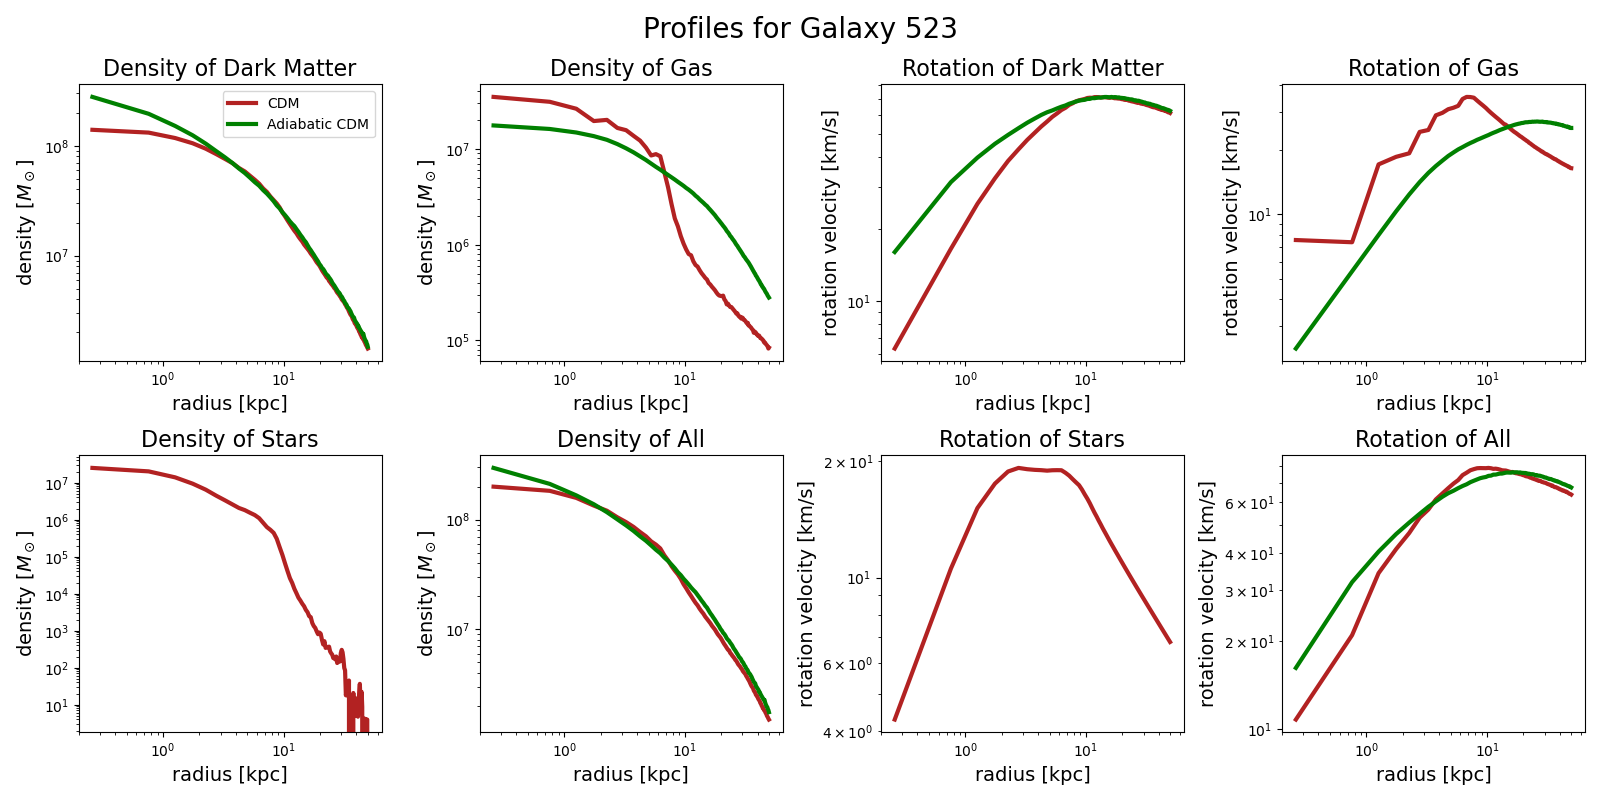 Profiles for Galaxy 523
Density of Dark Matter
CDM
Adiabatic CDM
10⁸
10⁷
density [M⊙]
10⁰
10¹
radius [kpc]
Density of Gas
10⁷
10⁶
10⁵
density [M⊙]
10⁰
10¹
radius [kpc]
Rotation of Dark Matter
10¹
rotation velocity [km/s]
10⁰
10¹
radius [kpc]
Rotation of Gas
10¹
rotation velocity [km/s]
10⁰
10¹
radius [kpc]
Density of Stars
10⁷
10⁶
10⁵
10⁴
10³
10²
10¹
density [M⊙]
10⁰
10¹
radius [kpc]
Density of All
10⁸
10⁷
density [M⊙]
10⁰
10¹
radius [kpc]
Rotation of Stars
2 × 10¹
10¹
6 × 10⁰
4 × 10⁰
rotation velocity [km/s]
10⁰
10¹
radius [kpc]
Rotation of All
6 × 10¹
4 × 10¹
3 × 10¹
2 × 10¹
10¹
rotation velocity [km/s]
10⁰
10¹
radius [kpc]